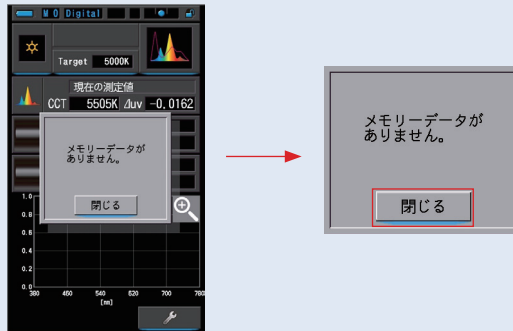 M 0 Digital
Target 5000K
現在の測定値
CCT 5505K ⊿uv -0.0162
メモリーデータが
ありません。
閉じる
1.0
0.8
0.6
0.4
0.2
0.0
380 460 540 620 700 780
[nm]
メモリーデータが
ありません。
閉じる